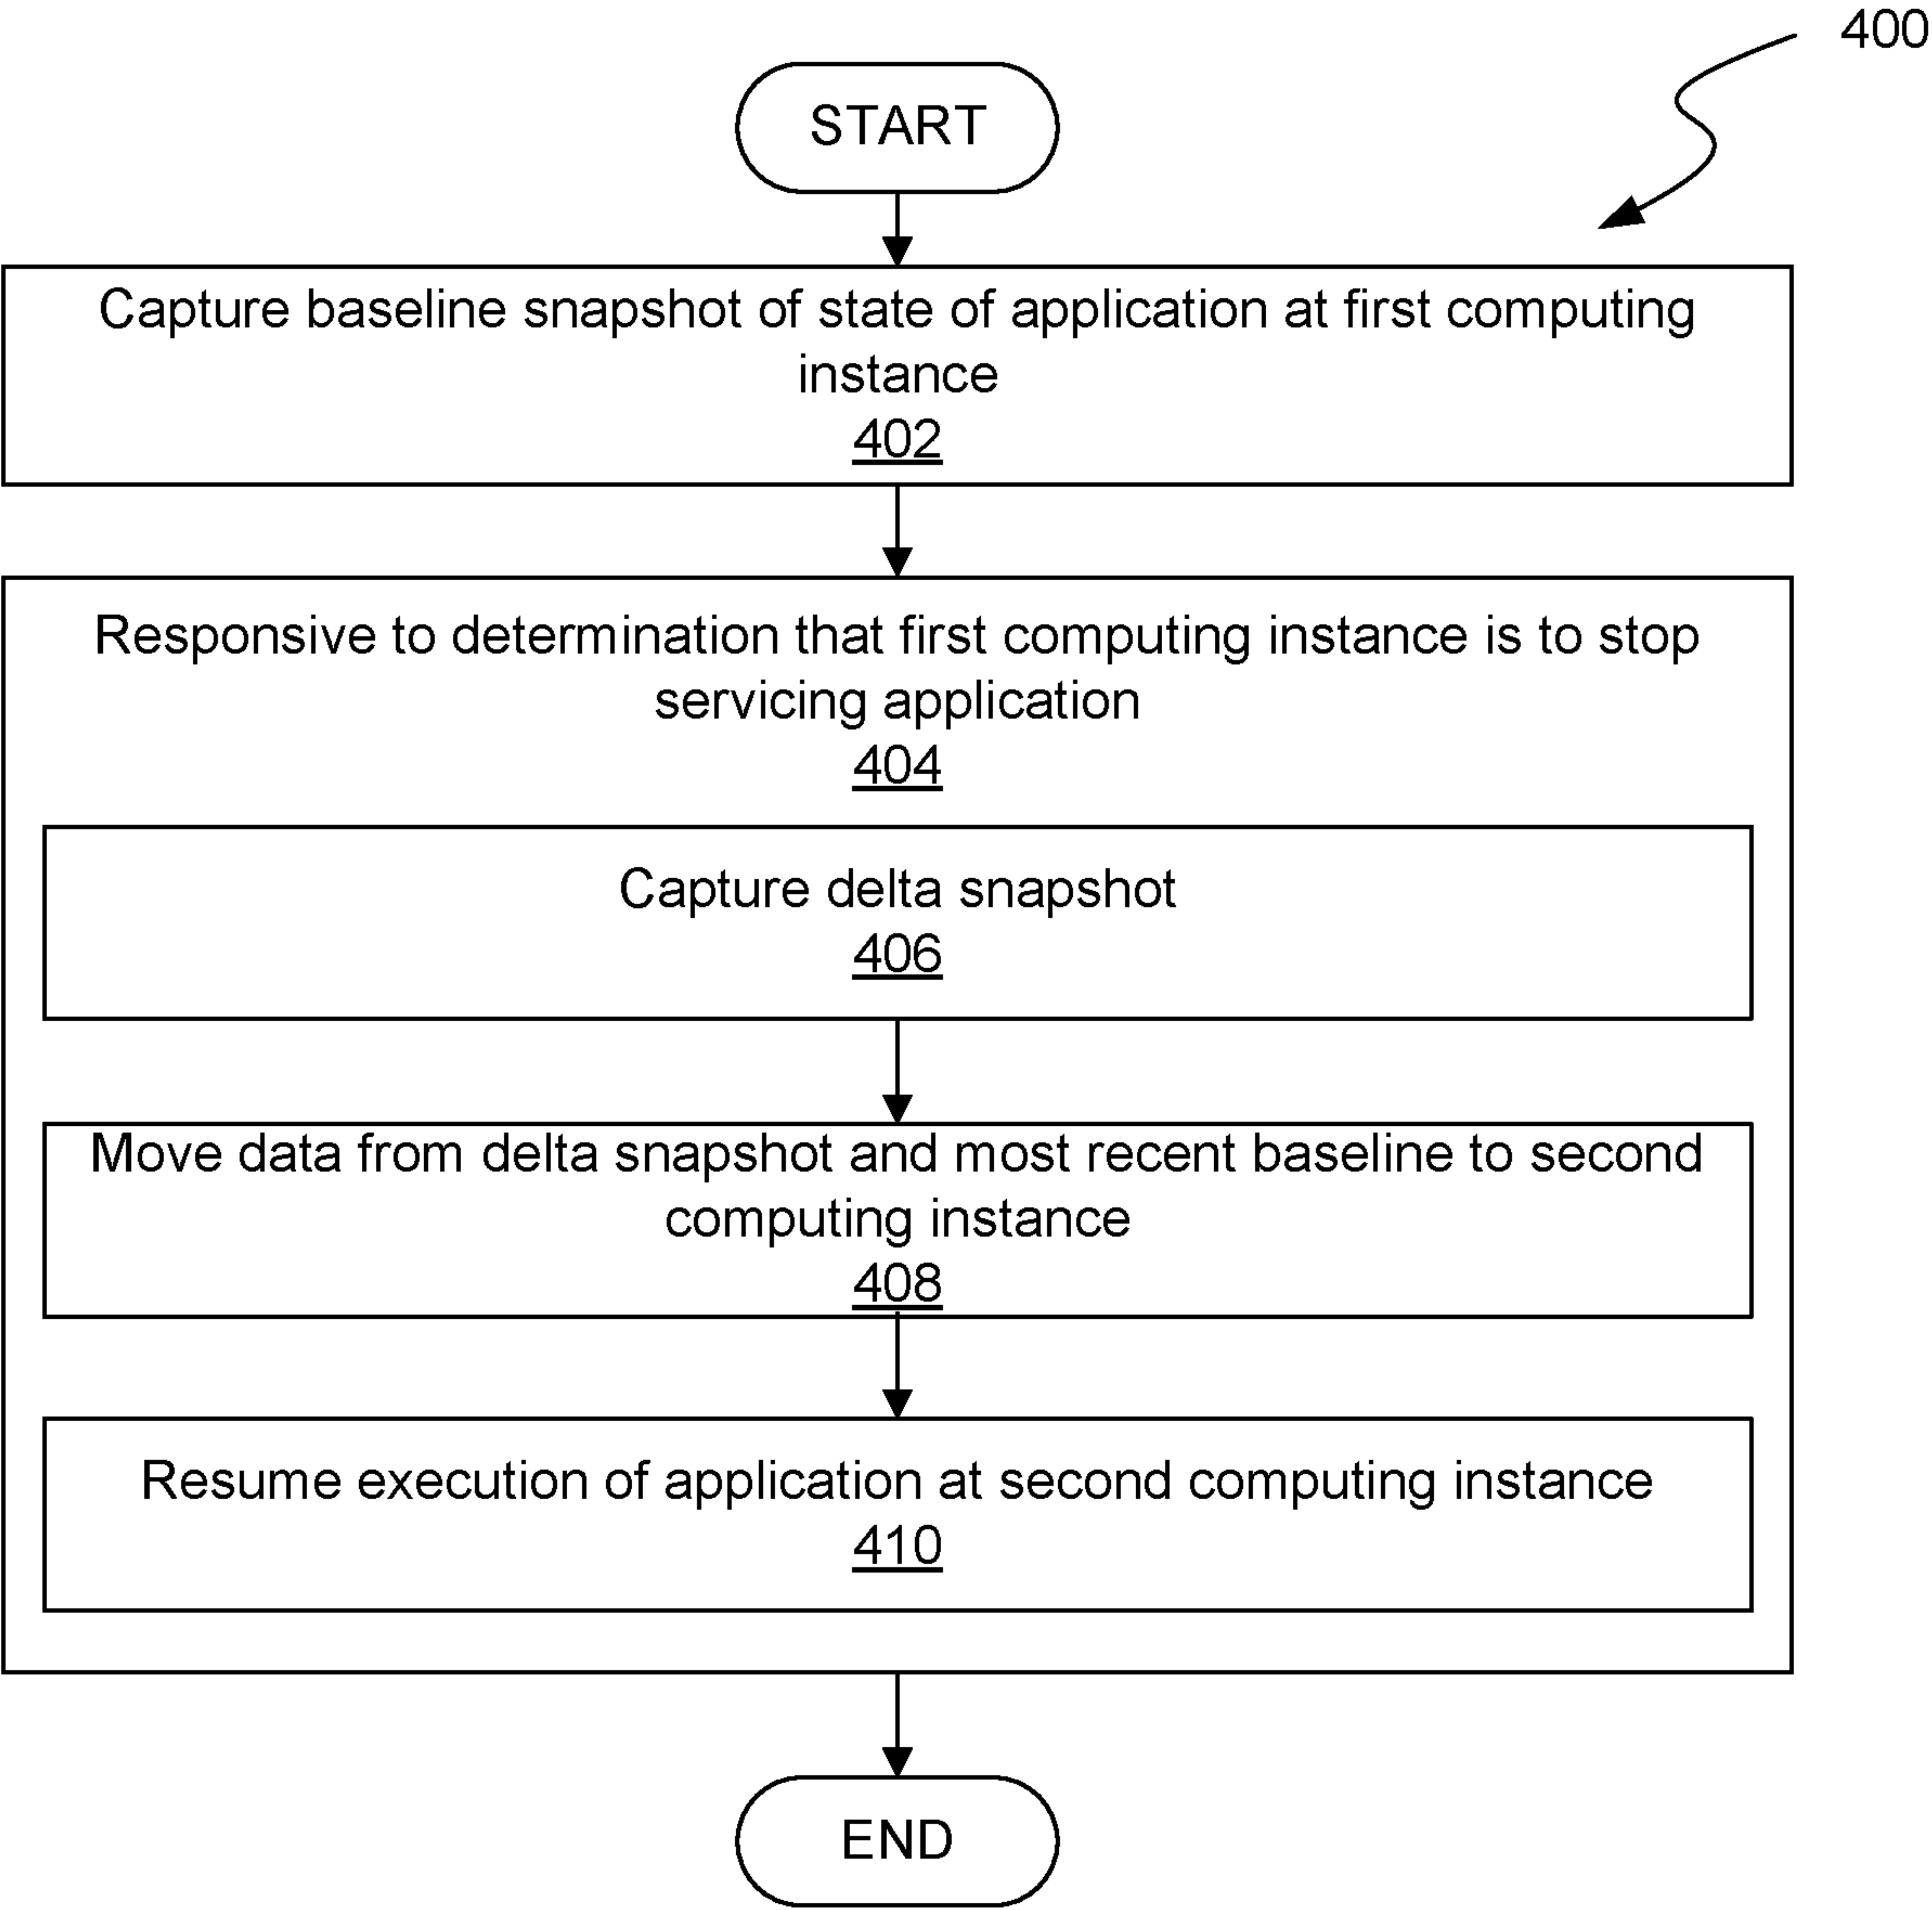 400
START
Capture baseline snapshot of state of application at first computing
instance
402
Responsive to determination that first computing instance is to stop
servicing application
404
Capture delta snapshot
406
Move data from delta snapshot and most recent baseline to second
computing instance
408
Resume execution of application at second computing instance
410
END